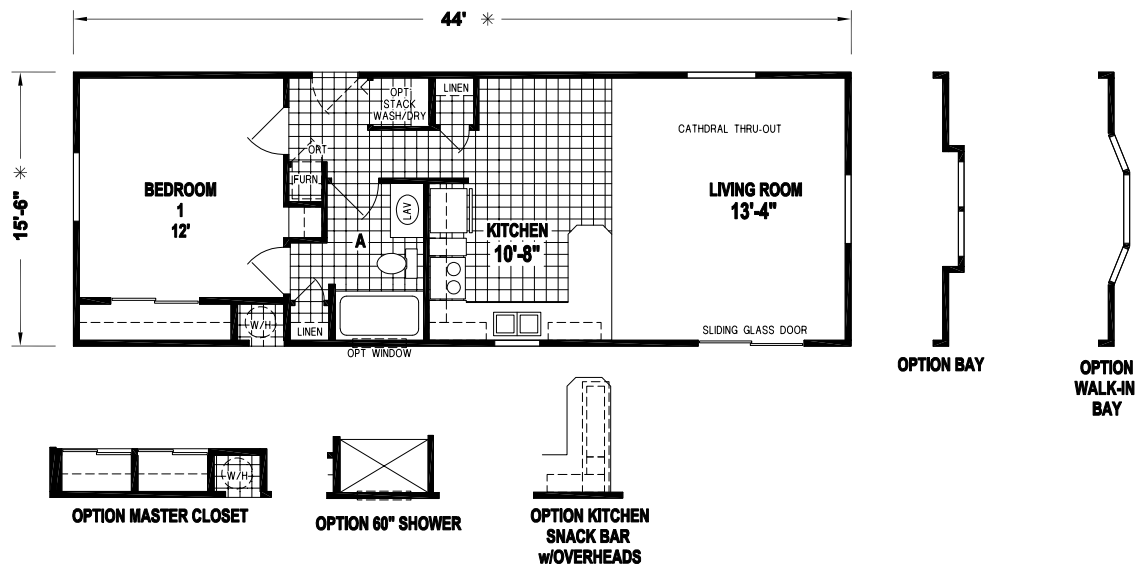 44' ✳
15'-6" ✳
BEDROOM
1
12'
OPT
STACK
WASH/DRY
LINEN
OPT
FURN
LAV
A
KITCHEN
10'-8"
CATHDRAL THRU-OUT
LIVING ROOM
13'-4"
W/H
LINEN
OPT WINDOW
SLIDING GLASS DOOR
OPTION BAY
OPTION
WALK-IN
BAY
W/H
OPTION MASTER CLOSET
OPTION 60" SHOWER
OPTION KITCHEN
SNACK BAR
w/OVERHEADS